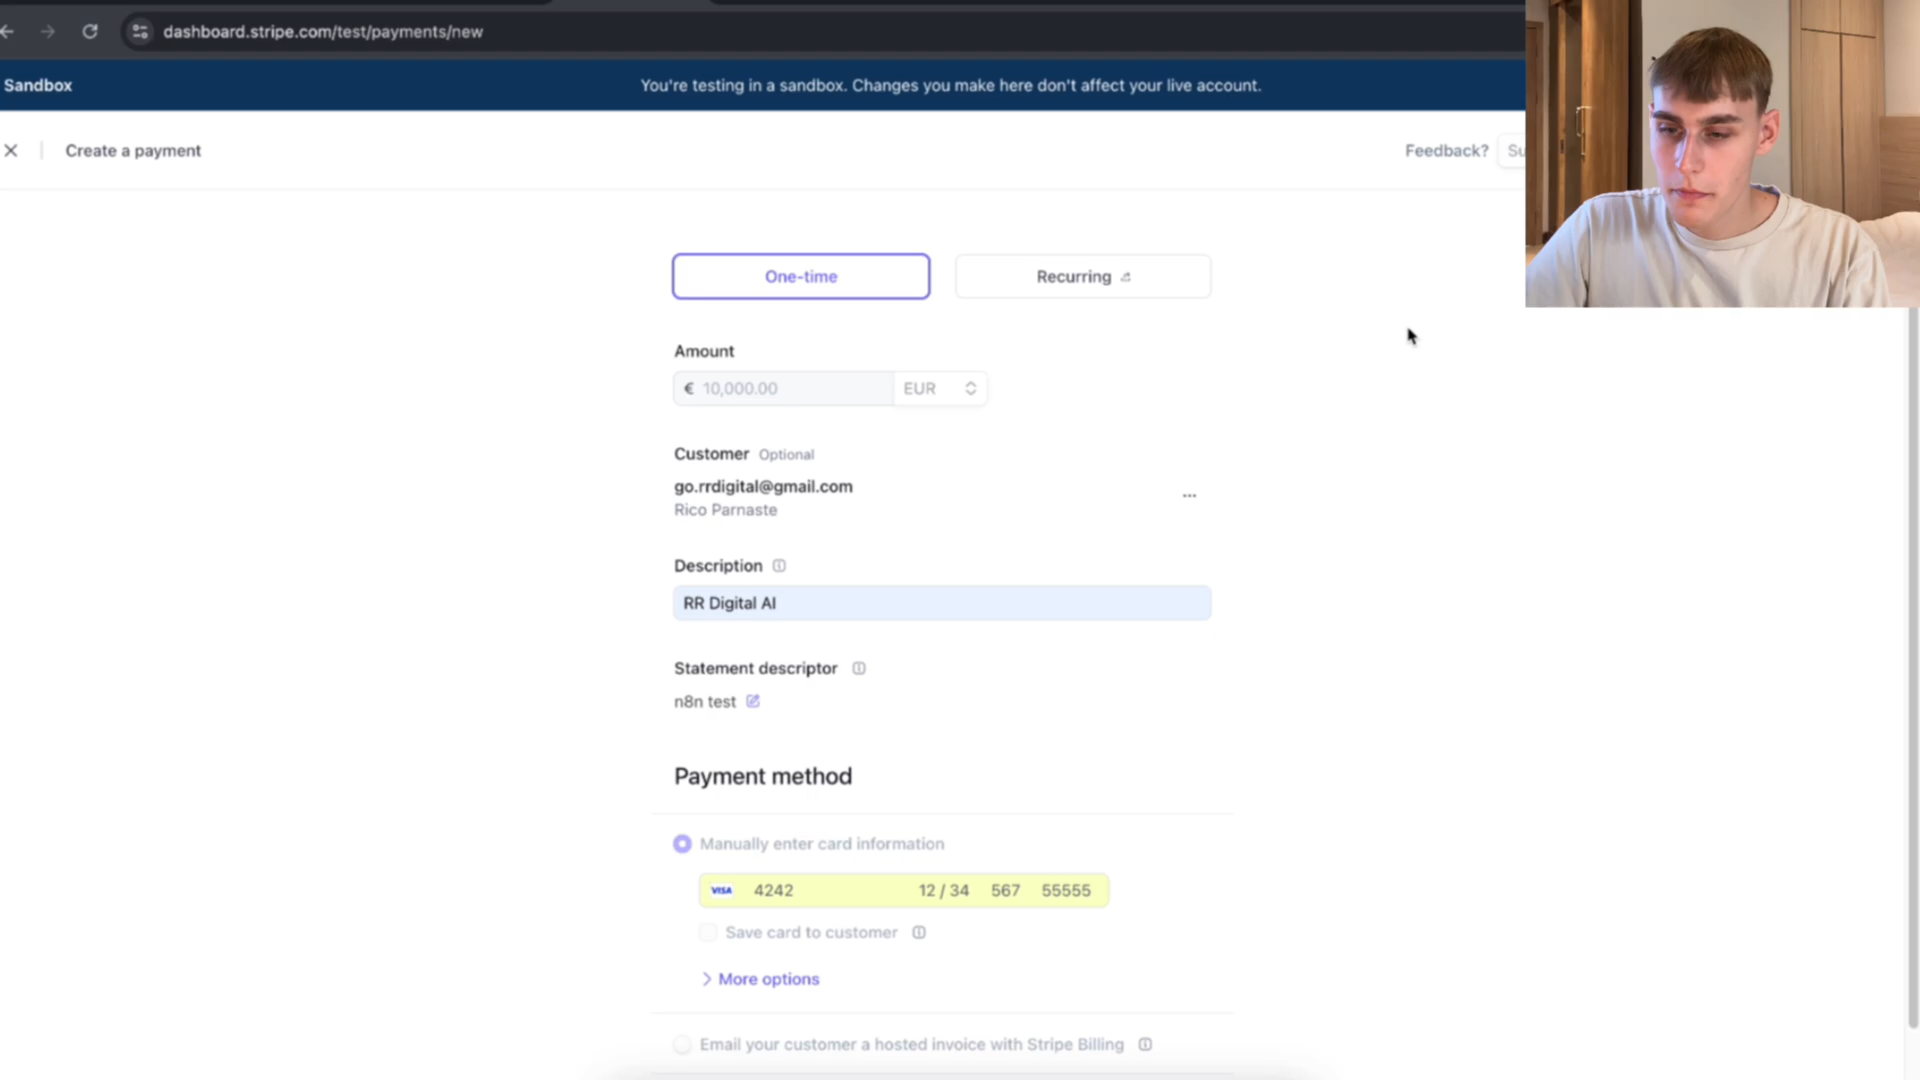 dashboard.stripe.com/test/payments/new
Sandbox
You're testing in a sandbox. Changes you make here don't affect your live account.
Create a payment
Feedback?
One-time
Recurring
Amount
€ 10,000.00 EUR
Customer Optional
go.rrdigital@gmail.com
...
Rico Parnaste
Description
RR Digital AI
Statement descriptor
n8n test
Payment method
Manually enter card information
VISA 4242 12 / 34 567 55555
Save card to customer
More options
Email your customer a hosted invoice with Stripe Billing